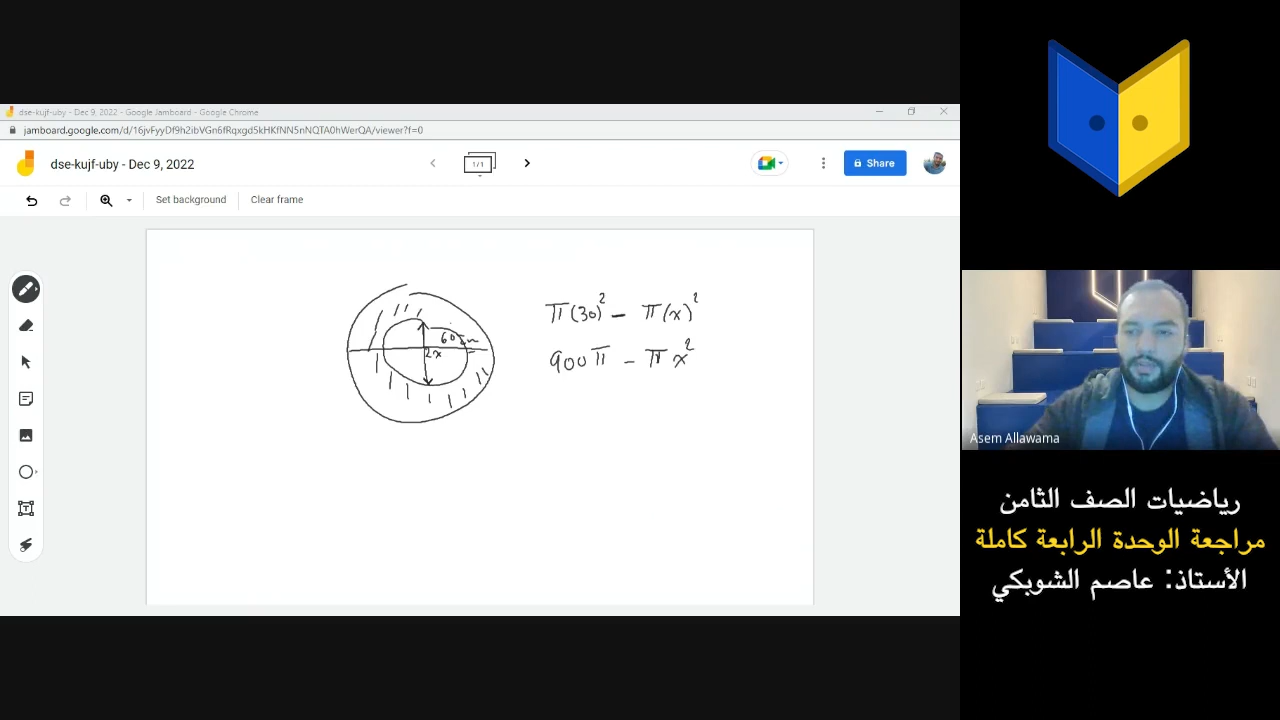 dse-kujf-uby - Dec 9, 2022 - Google Jamboard - Google Chrome
jamboard.google.com/d/16jvFyyDf9h2ibVGn6fRqxgd5kHKfNN5nNQTA0hWerQA/viewer?f=0
dse-kujf-uby - Dec 9, 2022
1/1
Share
Set background
Clear frame
60 cm
2x
π(30)² - π(x)²
900π - πx²
Asem Allawama
رياضيات الصف الثامن
مراجعة الوحدة الرابعة كاملة
الأستاذ: عاصم الشوبكي